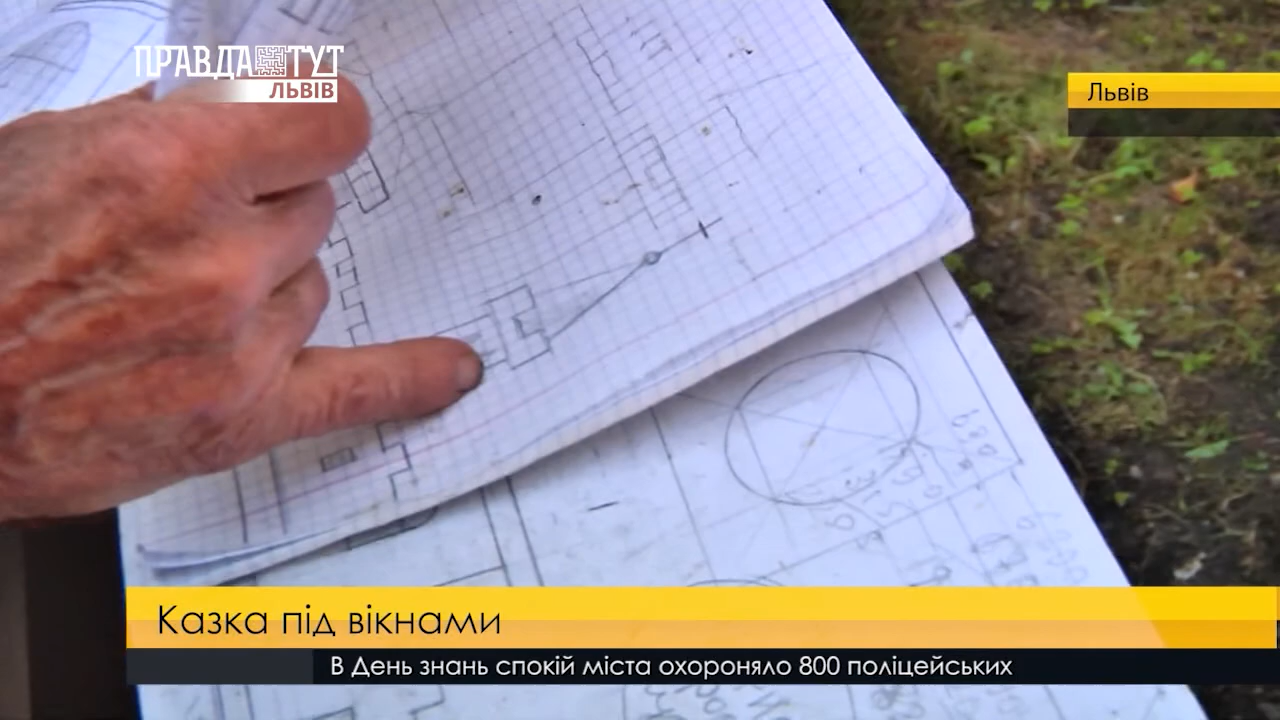 ПРАВДА ТУТ
ЛЬВІВ
Львів
Казка під вікнами
В День знань спокій міста охороняло 800 поліцейських